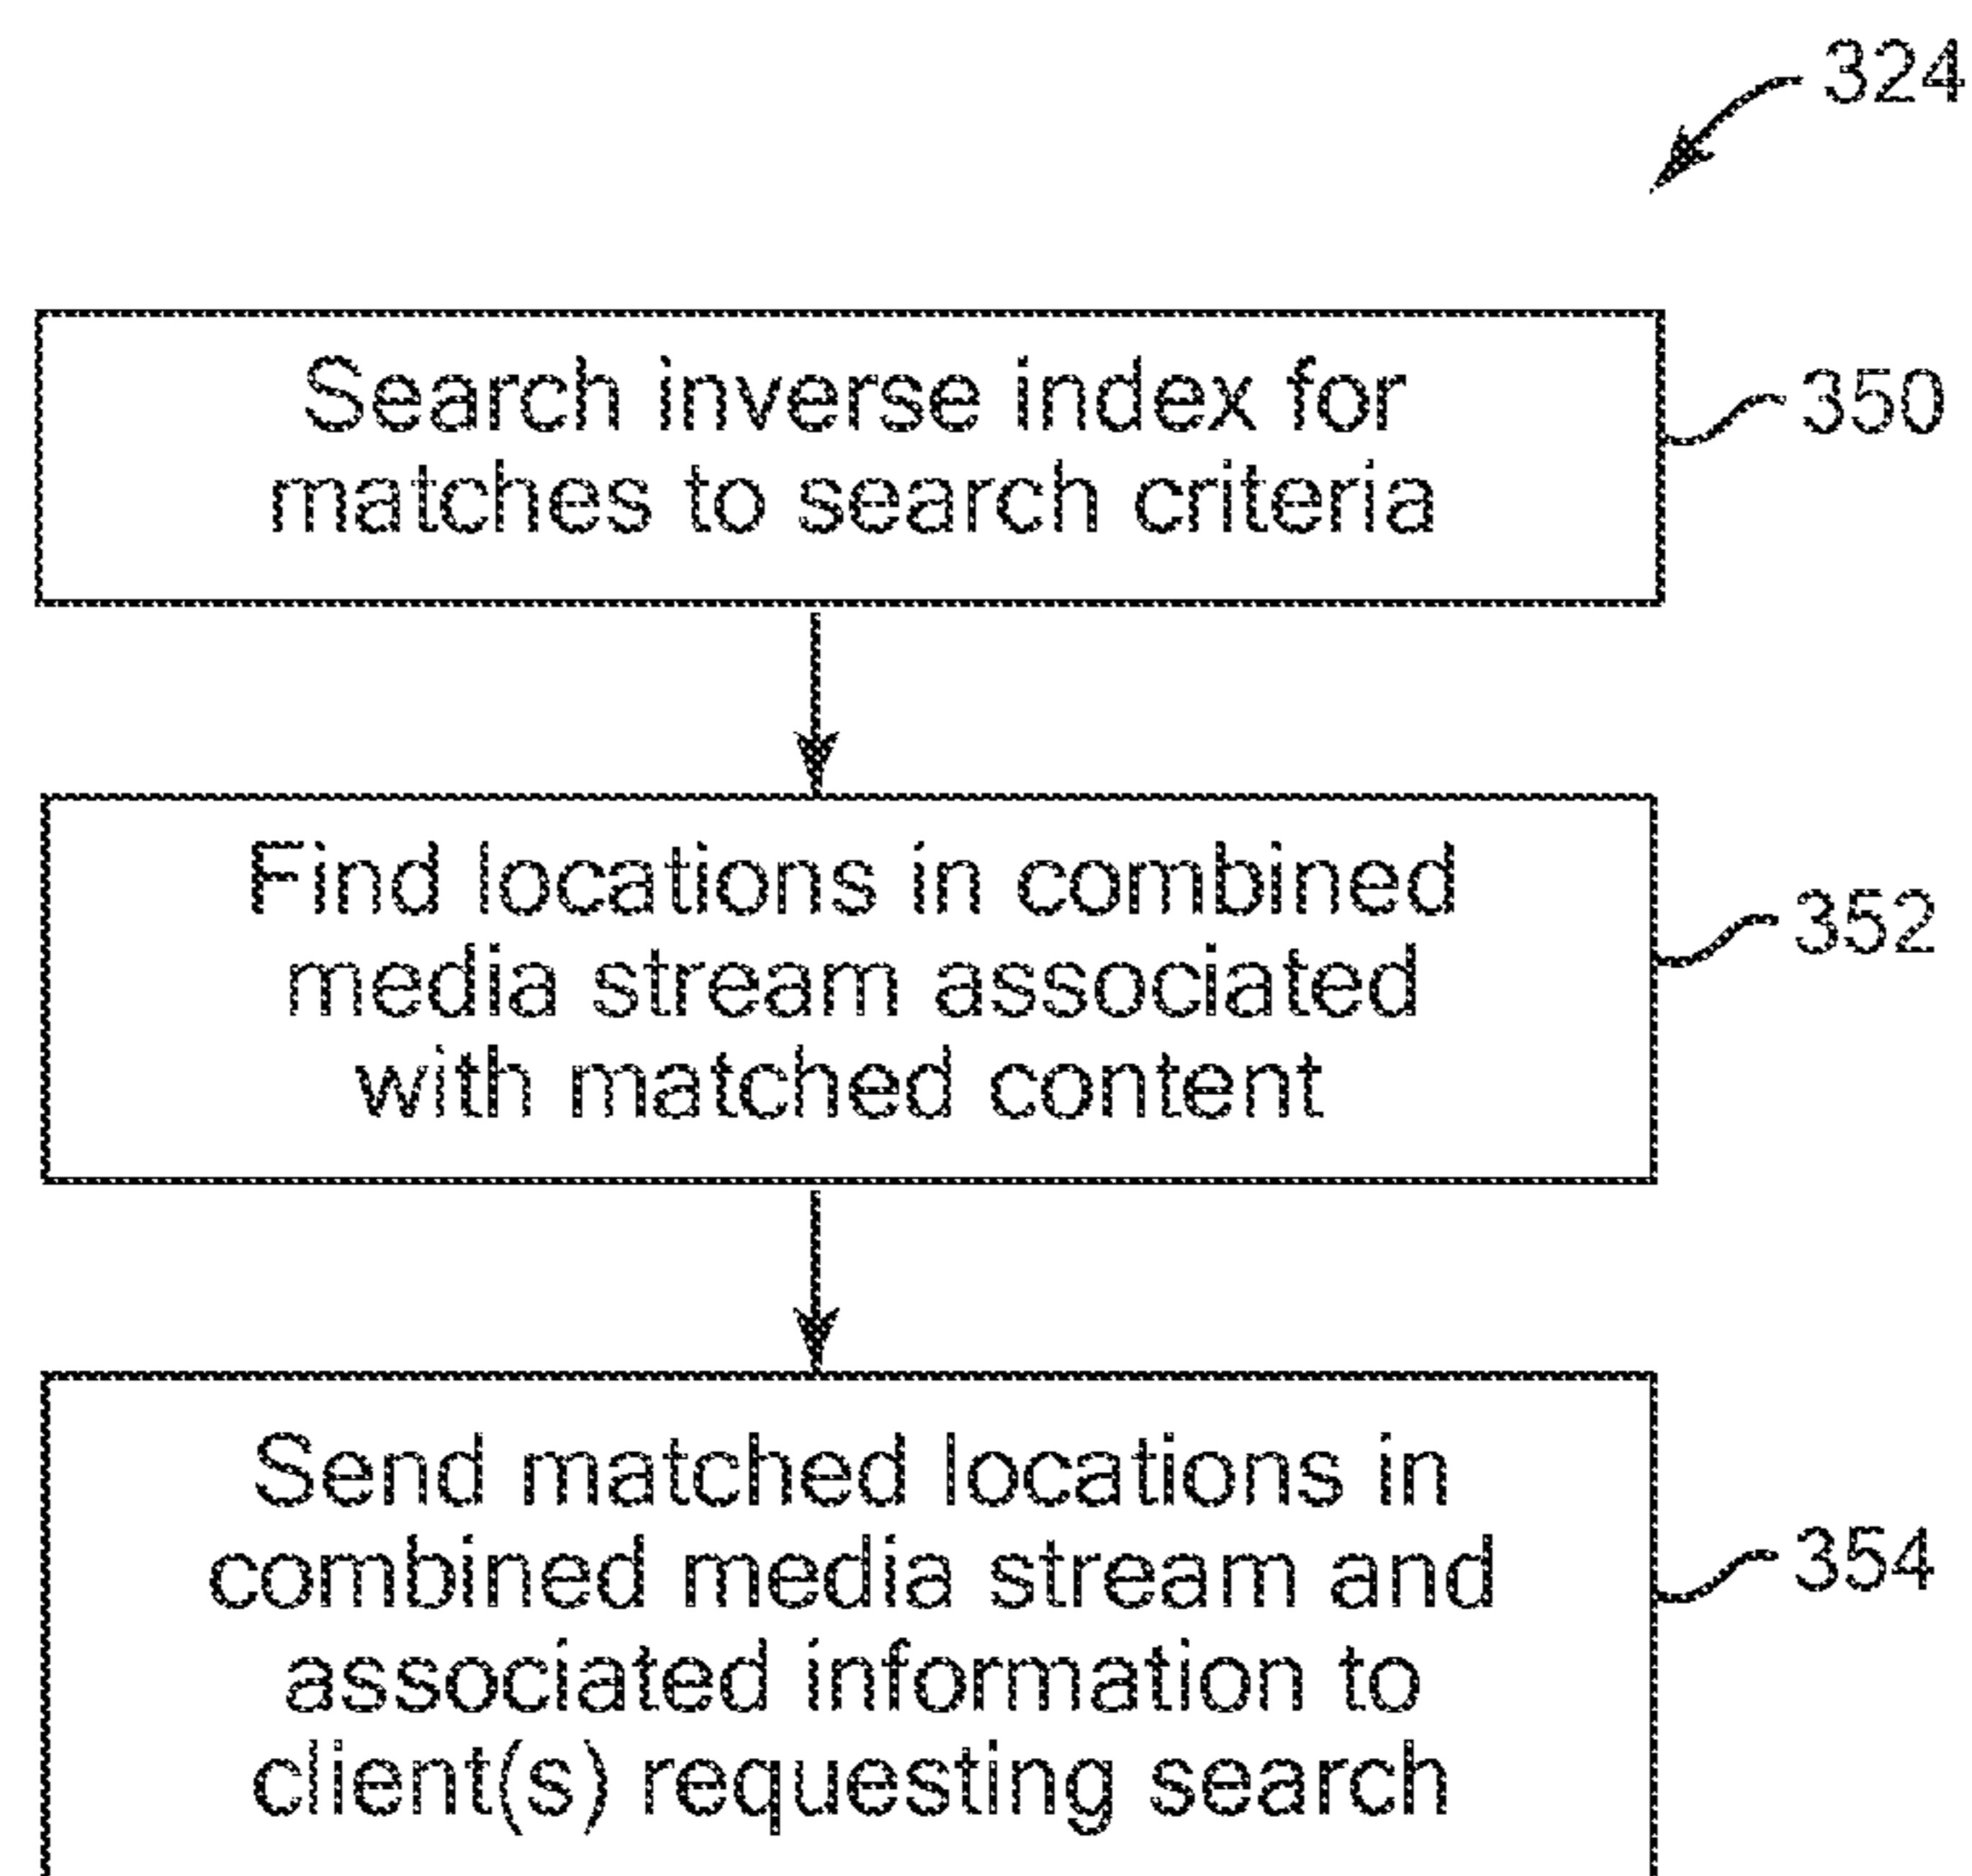 324
Search inverse index for
matches to search criteria
350
Find locations in combined
media stream associated
with matched content
352
Send matched locations in
combined media stream and
associated information to
client(s) requesting search
354